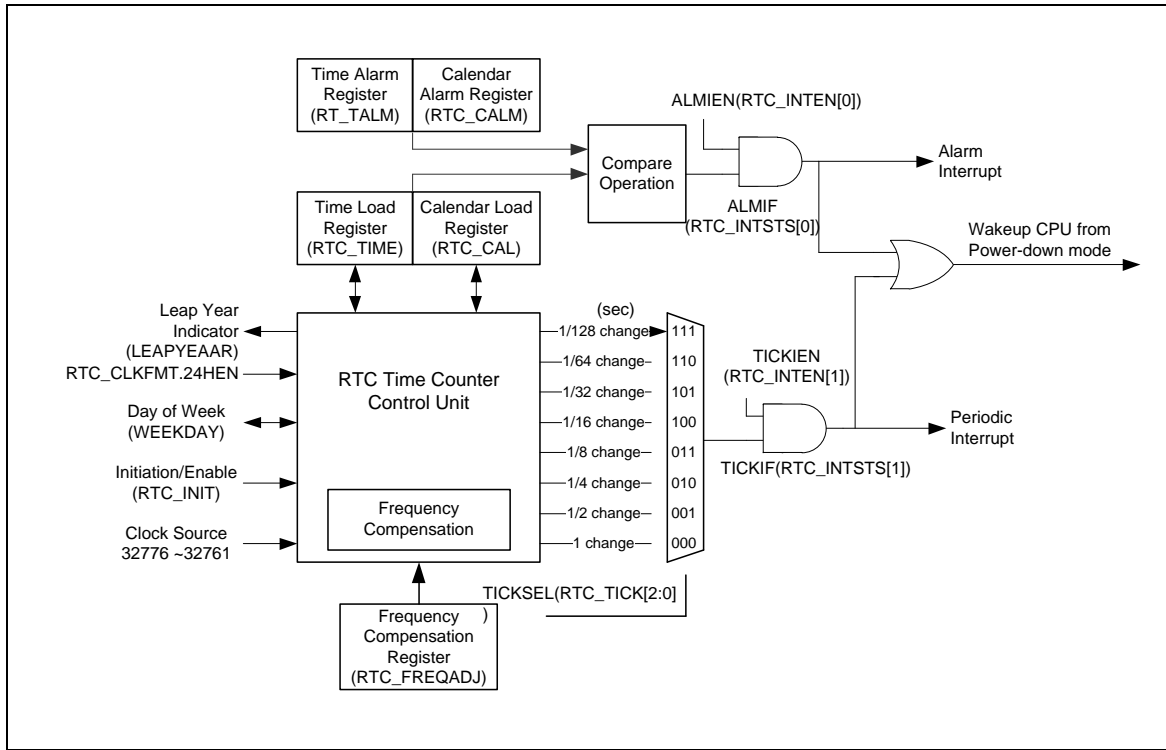 Time Alarm
Register
(RT_TALM)
Calendar
Alarm Register
(RTC_CALM)
ALMIEN(RTC_INTEN[0])
Compare
Operation
Alarm
Interrupt
ALMIF
(RTC_INTSTS[0])
Time Load
Register
(RTC_TIME)
Calendar Load
Register
(RTC_CAL)
Wakeup CPU from
Power-down mode
Leap Year
Indicator
(LEAPYEAAR)
RTC_CLKFMT.24HEN
Day of Week
(WEEKDAY)
Initiation/Enable
(RTC_INIT)
Clock Source
32776 ~32761
RTC Time Counter
Control Unit
Frequency
Compensation
(sec)
1/128 change
111
1/64 change
110
1/32 change
101
1/16 change
100
1/8 change
011
1/4 change
010
1/2 change
001
1 change
000
TICKIEN
(RTC_INTEN[1])
Periodic
Interrupt
TICKIF(RTC_INTSTS[1])
TICKSEL(RTC_TICK[2:0]
)
Frequency
Compensation
Register
(RTC_FREQADJ)